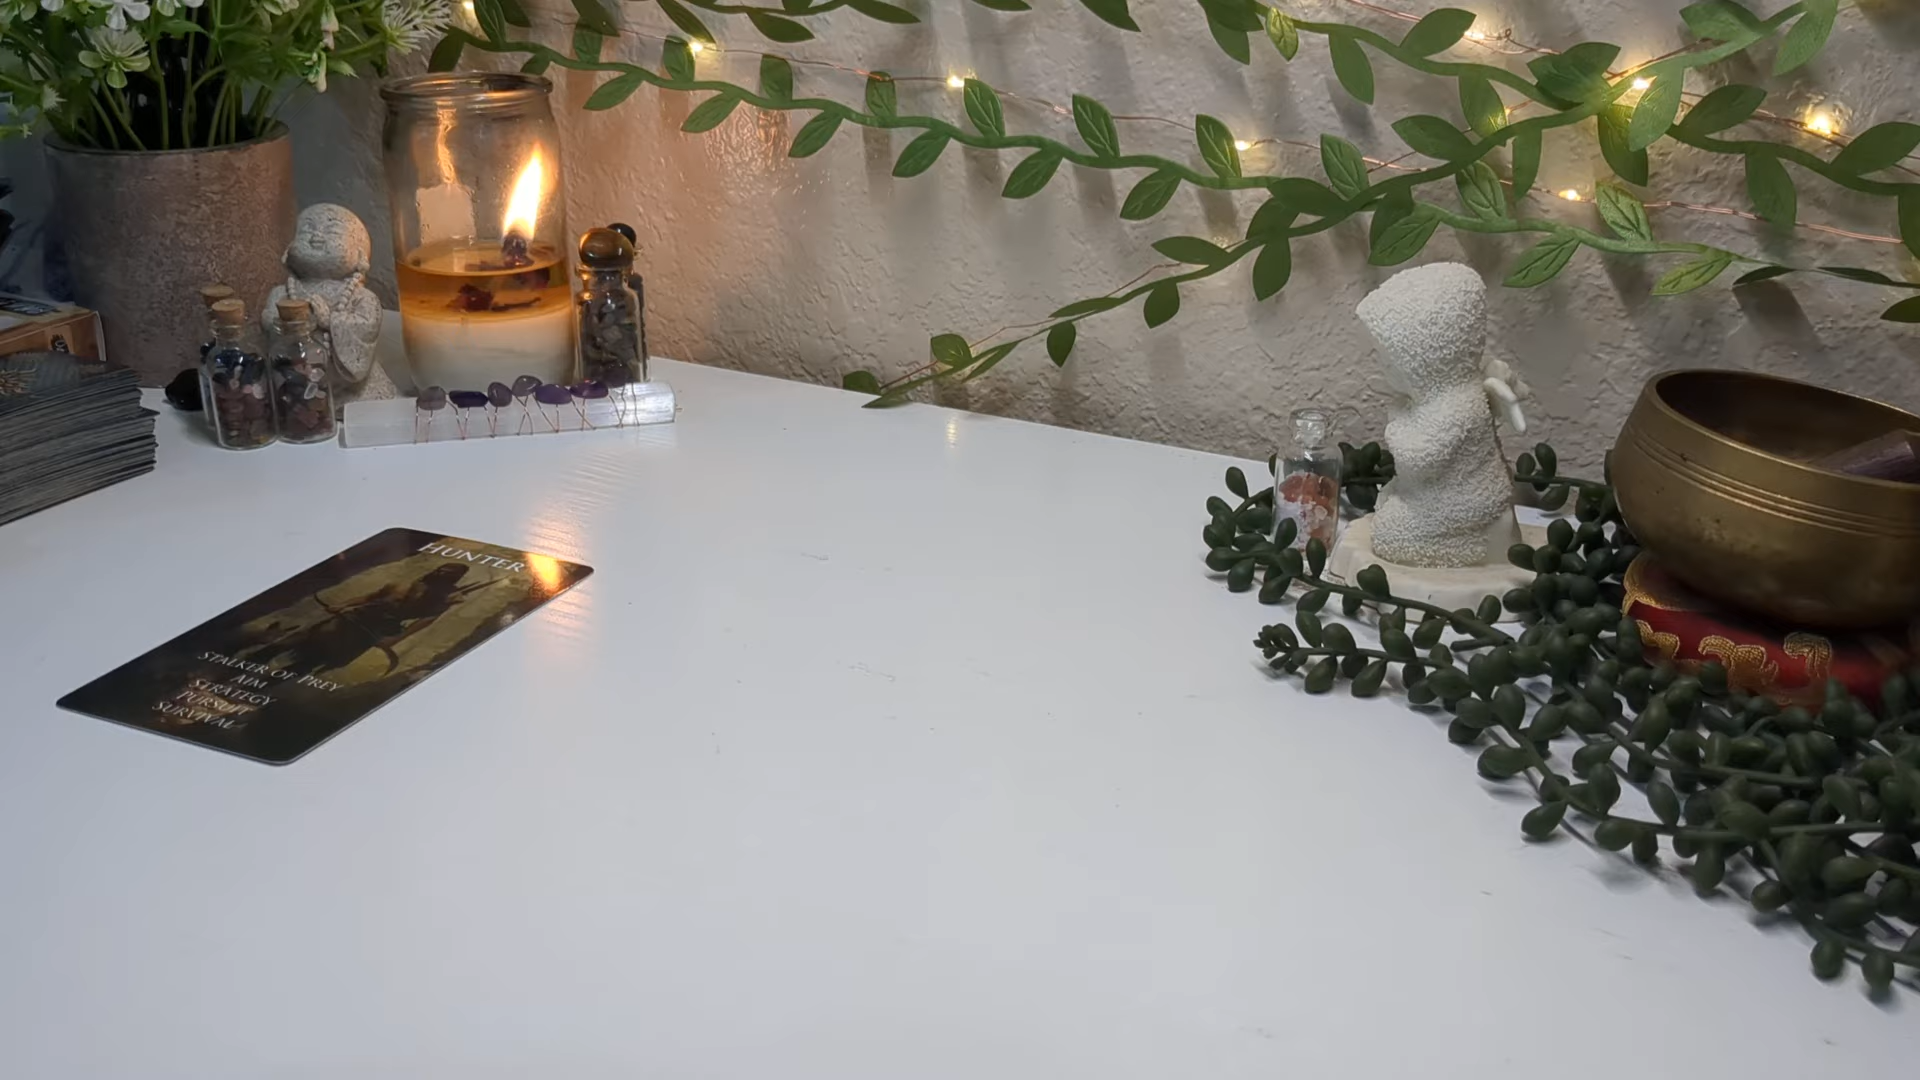 HUNTER
STALKER OF PREY
AIM
STRATEGY
PURSUIT
SURVIVAL